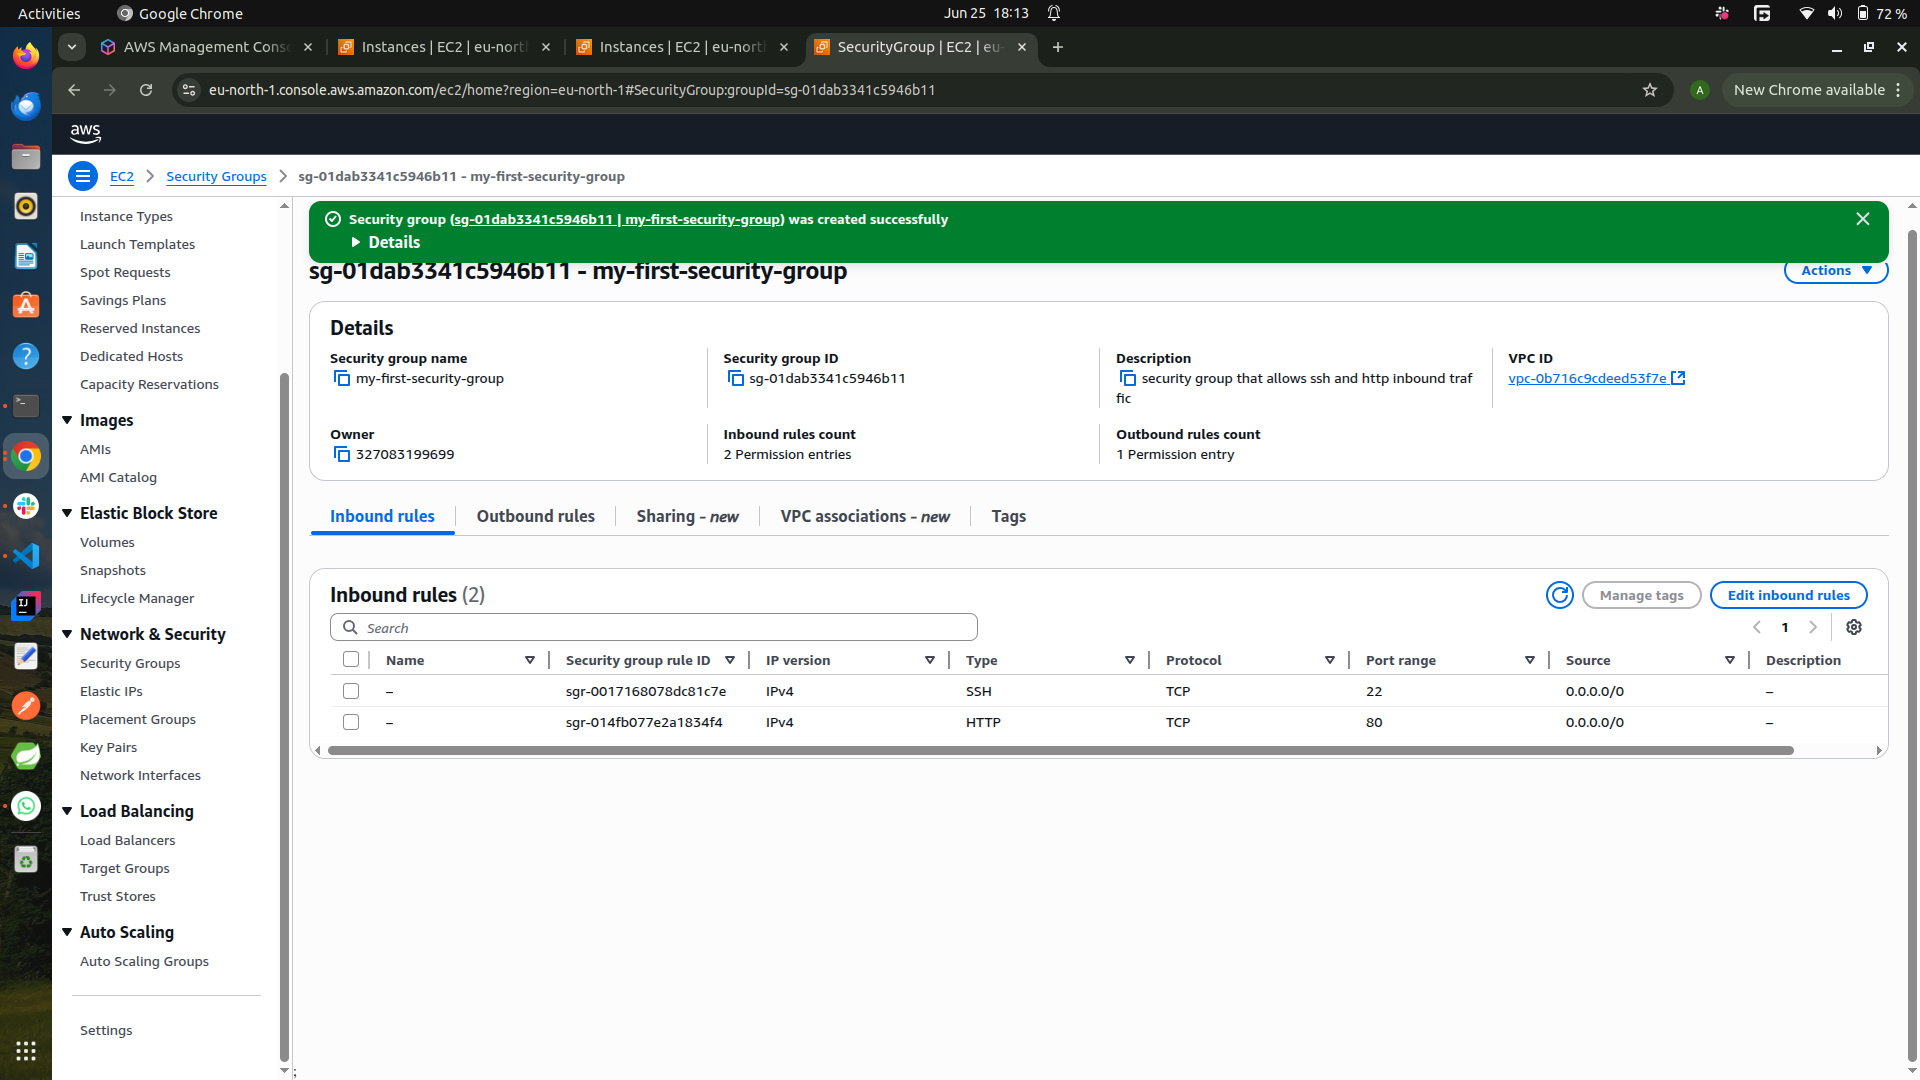 Activities Google Chrome Jun 25 18:13 72 %
AWS Management Conso Instances | EC2 | eu-north Instances | EC2 | eu-north SecurityGroup | EC2 | eu-
eu-north-1.console.aws.amazon.com/ec2/home?region=eu-north-1#SecurityGroup:groupId=sg-01dab3341c5946b11 A New Chrome available
aws
EC2 Security Groups sg-01dab3341c5946b11 - my-first-security-group
Instance Types
Launch Templates
Spot Requests
Savings Plans
Reserved Instances
Dedicated Hosts
Capacity Reservations
Images
AMIs
AMI Catalog
Elastic Block Store
Volumes
Snapshots
Lifecycle Manager
Network & Security
Security Groups
Elastic IPs
Placement Groups
Key Pairs
Network Interfaces
Load Balancing
Load Balancers
Target Groups
Trust Stores
Auto Scaling
Auto Scaling Groups
Settings
Security group (sg-01dab3341c5946b11 | my-first-security-group) was created successfully
Details
sg-01dab3341c5946b11 - my-first-security-group
Actions
Details
Security group name
my-first-security-group
Security group ID
sg-01dab3341c5946b11
Description
security group that allows ssh and http inbound traf
fic
VPC ID
vpc-0b716c9cdeed53f7e
Owner
327083199699
Inbound rules count
2 Permission entries
Outbound rules count
1 Permission entry
Inbound rules Outbound rules Sharing - new VPC associations - new Tags
Inbound rules (2)
Manage tags Edit inbound rules
Search
1
Name Security group rule ID IP version Type Protocol Port range Source Description
– sgr-0017168078dc81c7e IPv4 SSH TCP 22 0.0.0.0/0 –
– sgr-014fb077e2a1834f4 IPv4 HTTP TCP 80 0.0.0.0/0 –
;